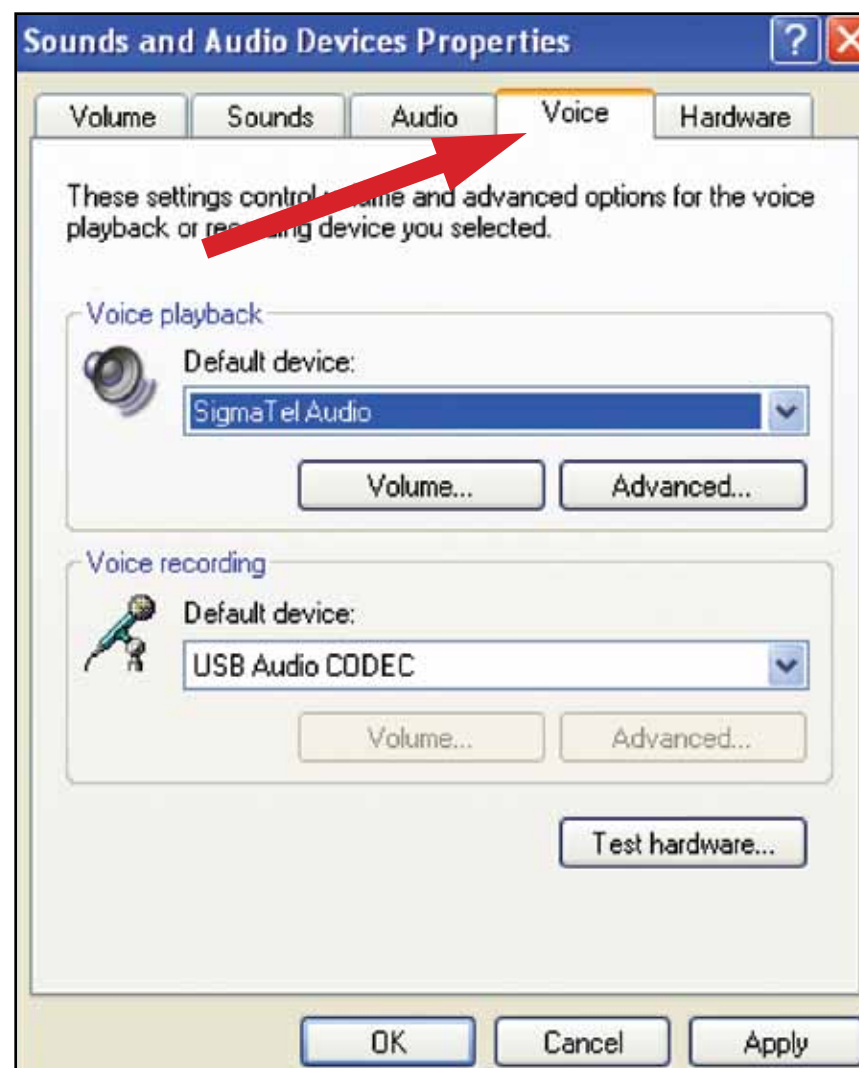 Sounds and Audio Devices Properties ?
Volume Sounds Audio Voice Hardware
These settings control volume and advanced options for the voice
playback or recording device you selected.
Voice playback
Default device:
SigmaTel Audio
Volume... Advanced...
Voice recording
Default device:
USB Audio CODEC
Volume... Advanced...
Test hardware...
OK Cancel Apply